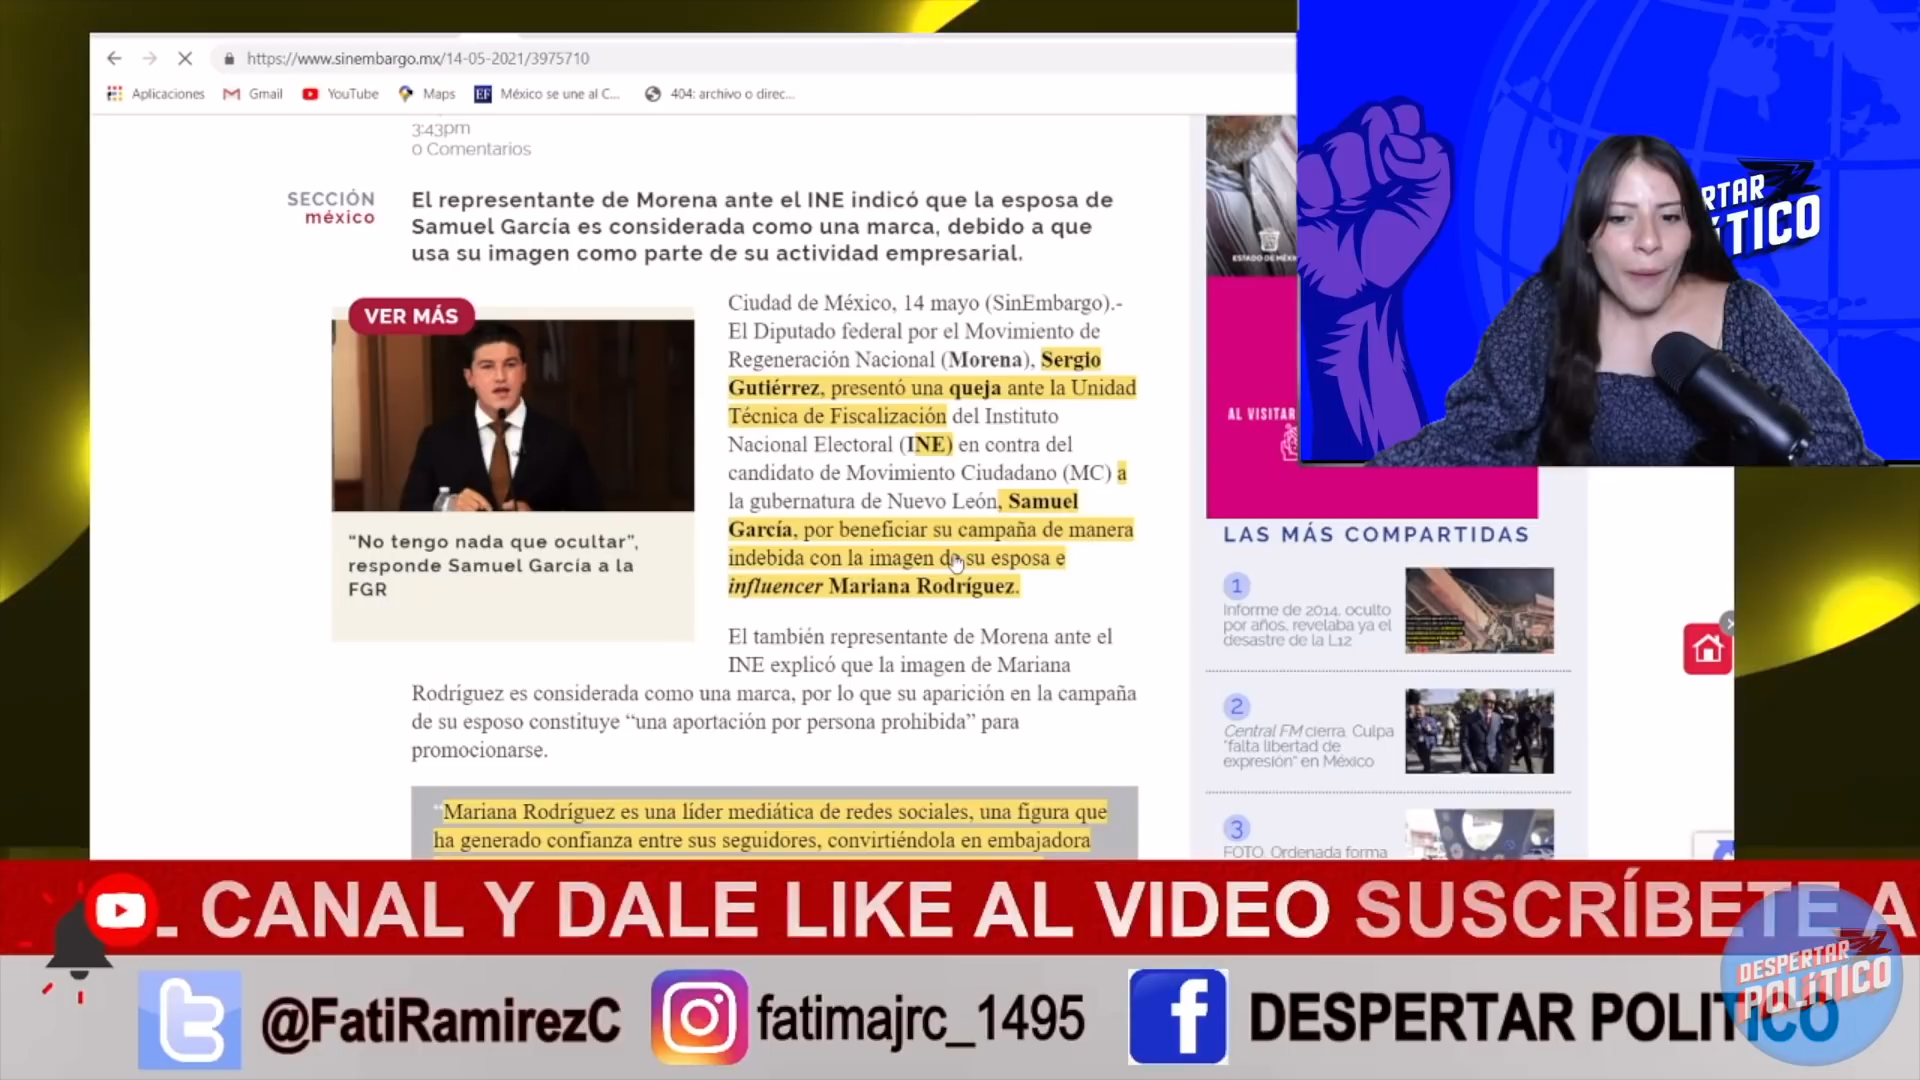 https://www.sinembargo.mx/14-05-2021/3975710
Aplicaciones
Gmail
YouTube
Maps
EF
México se une al C...
404: archivo o direc...
3:43pm
0 Comentarios
SECCIÓN
méxico
El representante de Morena ante el INE indicó que la esposa de
Samuel García es considerada como una marca, debido a que
usa su imagen como parte de su actividad empresarial.
VER MÁS
"No tengo nada que ocultar",
responde Samuel García a la
FGR
Ciudad de México, 14 mayo (SinEmbargo).-
El Diputado federal por el Movimiento de
Regeneración Nacional (Morena), Sergio
Gutiérrez, presentó una queja ante la Unidad
Técnica de Fiscalización del Instituto
Nacional Electoral (INE) en contra del
candidato de Movimiento Ciudadano (MC) a
la gubernatura de Nuevo León, Samuel
García, por beneficiar su campaña de manera
indebida con la imagen de su esposa e
influencer Mariana Rodríguez.
El también representante de Morena ante el
INE explicó que la imagen de Mariana
Rodríguez es considerada como una marca, por lo que su aparición en la campaña
de su esposo constituye “una aportación por persona prohibida” para
promocionarse.
“Mariana Rodríguez es una líder mediática de redes sociales, una figura que
ha generado confianza entre sus seguidores, convirtiéndola en embajadora
AL VISITAR
RTAR
ÍTICO
LAS MÁS COMPARTIDAS
1
Informe de 2014, oculto
por años, revelaba ya el
desastre de la L12
2
Central FM cierra. Culpa
"falta libertad de
expresión" en México
3
FOTO. Ordenada forma
L CANAL Y DALE LIKE AL VIDEO SUSCRÍBETE A
@FatiRamirezC
fatimajrc_1495
DESPERTAR POLITICO
DESPERTAR
POLÍTICO